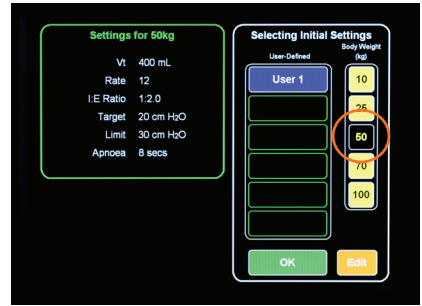 Settings for 50kg
Vt 400 mL
Rate 12
I:E Ratio 1:2.0
Target 20 cm H2O
Limit 30 cm H2O
Apnoea 8 secs
Selecting Initial Settings
User-Defined
Body Weight
(kg)
User 1
10
25
50
70
100
OK
Edit